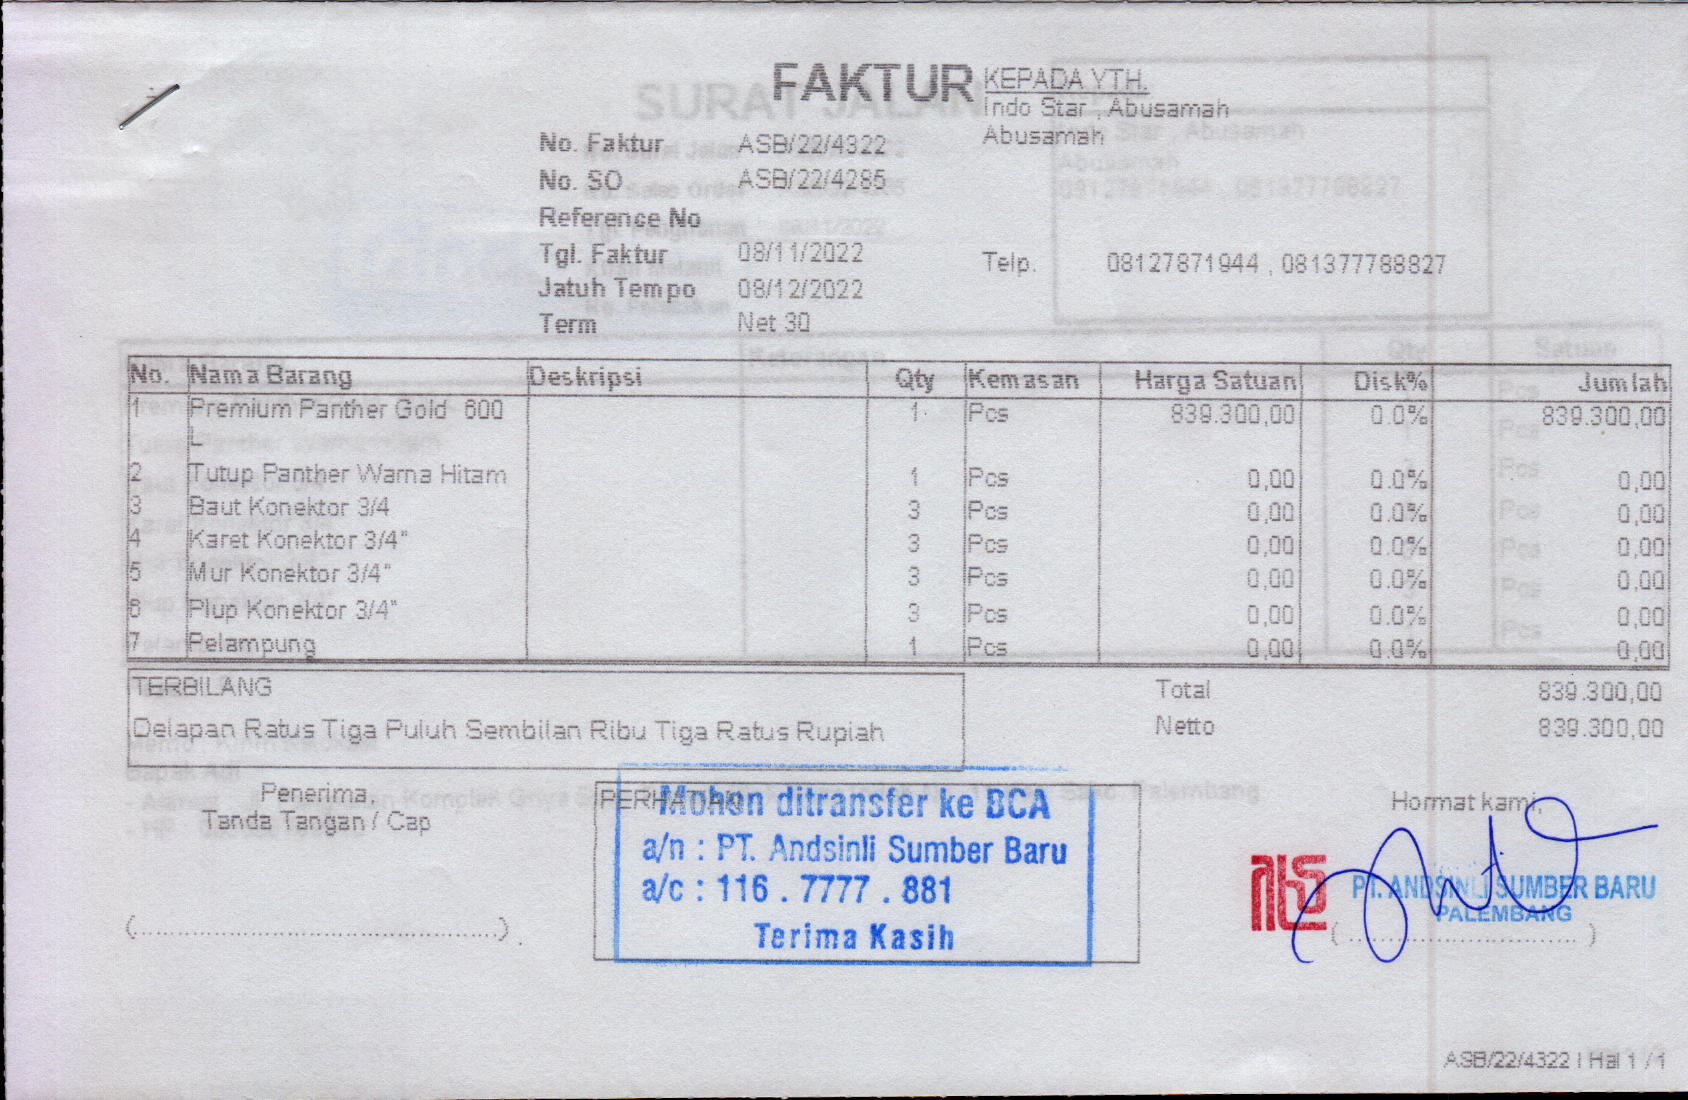 FAKTUR
KEPADA YTH.
Indo Star , Abusamah
Abusamah
No. Faktur ASB/22/4322
No. SO ASB/22/4285
Reference No
Tgl. Faktur 08/11/2022
Telp. 08127871944 , 081377788827
Jatuh Tempo 08/12/2022
Term Net 30
No. Nama Barang Deskripsi Qty Kemasan Harga Satuan Disk% Jumlah
1 Premium Panther Gold 600 1 Pcs 839.300,00 0.0% 839.300,00
L
2 Tutup Panther Warna Hitam 1 Pcs 0,00 0.0% 0,00
3 Baut Konektor 3/4 3 Pcs 0,00 0.0% 0,00
4 Karet Konektor 3/4" 3 Pcs 0,00 0.0% 0,00
5 Mur Konektor 3/4" 3 Pcs 0,00 0.0% 0,00
6 Plup Konektor 3/4" 3 Pcs 0,00 0.0% 0,00
7 Pelampung 1 Pcs 0,00 0.0% 0,00
TERBILANG
Delapan Ratus Tiga Puluh Sembilan Ribu Tiga Ratus Rupiah
Total 839.300,00
Netto 839.300,00
Penerima,
Tanda Tangan / Cap
(................................................)
PERHATIAN
Mohon ditransfer ke BCA
a/n : PT. Andsinli Sumber Baru
a/c : 116 . 7777 . 881
Terima Kasih
Hormat kami,
PT. ANDSINLI SUMBER BARU
PALEMBANG
(..............................)
ASB/22/4322 | Hal 1 / 1